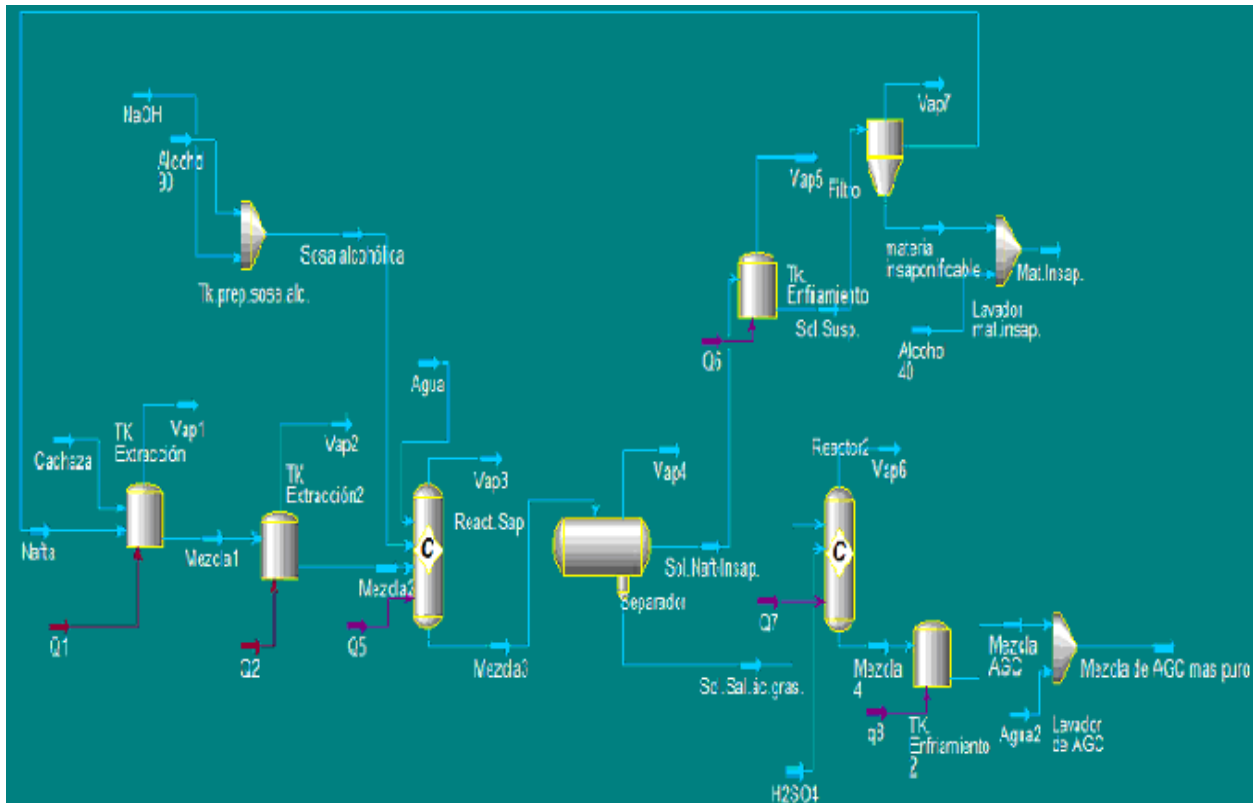 NaOH
Alocho
90
Sosa alcohólica
Tk.prep.sosa.alc.
Vap7
Filtro
Vap5
TK.
Enfriamiento
Sol.Susp.
Q6
materia
insaponificable
Mat.Insap.
Lavador
mat.insap.
Alcoho
40
Agua
Cachaza
TK
Extracción
Vap1
TK
Extracción2
Vap2
Nafta
Mezcla1
Mezcla2
Q1
Q2
Q5
Vap3
React.Sap
Mezcla3
Vap4
Sol.Naft-Insap.
Separador
Sol.Sal.ác.gras.
Reactor2
Vap6
C
C
Q7
Mezcla
4
q8
TK.
Enfriamiento
2
H2SO4
Mezcla
AGC
Agua2
Lavador
de AGC
Mezcla de AGC mas puro